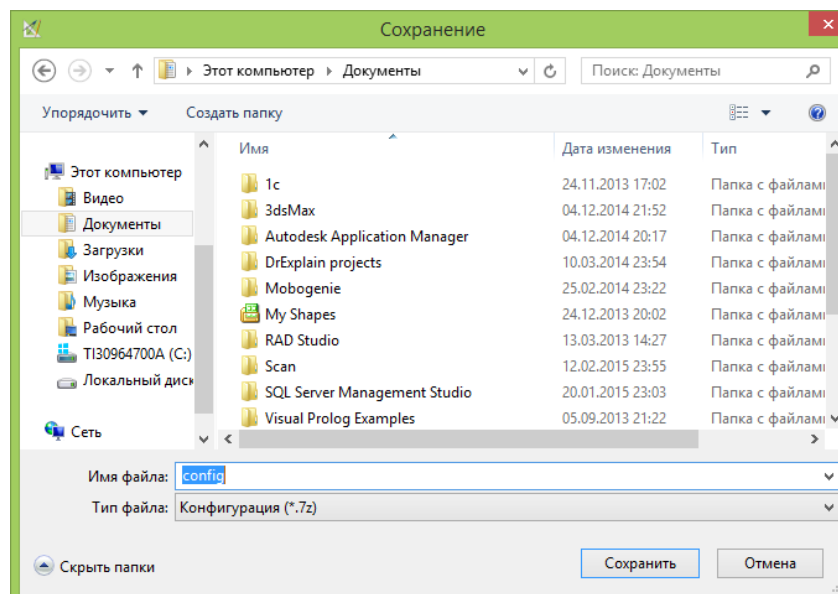 Сохранение
Этот компьютер Документы
Поиск: Документы
Упорядочить Создать папку
Имя Дата изменения Тип
Этот компьютер
Видео
Документы
Загрузки
Изображения
Музыка
Рабочий стол
TI30964700A (C:)
Локальный диск
Сеть
1c 24.11.2013 17:02 Папка с файлами
3dsMax 04.12.2014 21:52 Папка с файлами
Autodesk Application Manager 04.12.2014 20:17 Папка с файлами
DrExplain projects 10.03.2014 23:54 Папка с файлами
Mobogenie 25.02.2014 23:22 Папка с файлами
My Shapes 24.12.2013 20:02 Папка с файлами
RAD Studio 13.03.2013 14:27 Папка с файлами
Scan 12.02.2015 23:55 Папка с файлами
SQL Server Management Studio 20.01.2015 23:03 Папка с файлами
Visual Prolog Examples 05.09.2013 21:22 Папка с файлами
Имя файла: config
Тип файла: Конфигурация (*.7z)
Скрыть папки Сохранить Отмена